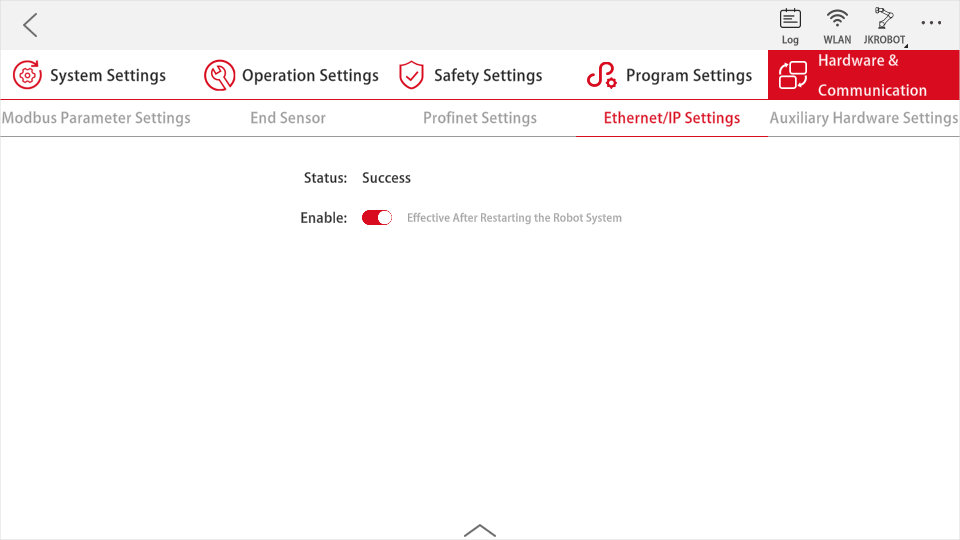 Log
WLAN
JKROBOT
System Settings
Operation Settings
Safety Settings
Program Settings
Hardware &
Communication
Modbus Parameter Settings
End Sensor
Profinet Settings
Ethernet/IP Settings
Auxiliary Hardware Settings
Status: Success
Enable: Effective After Restarting the Robot System